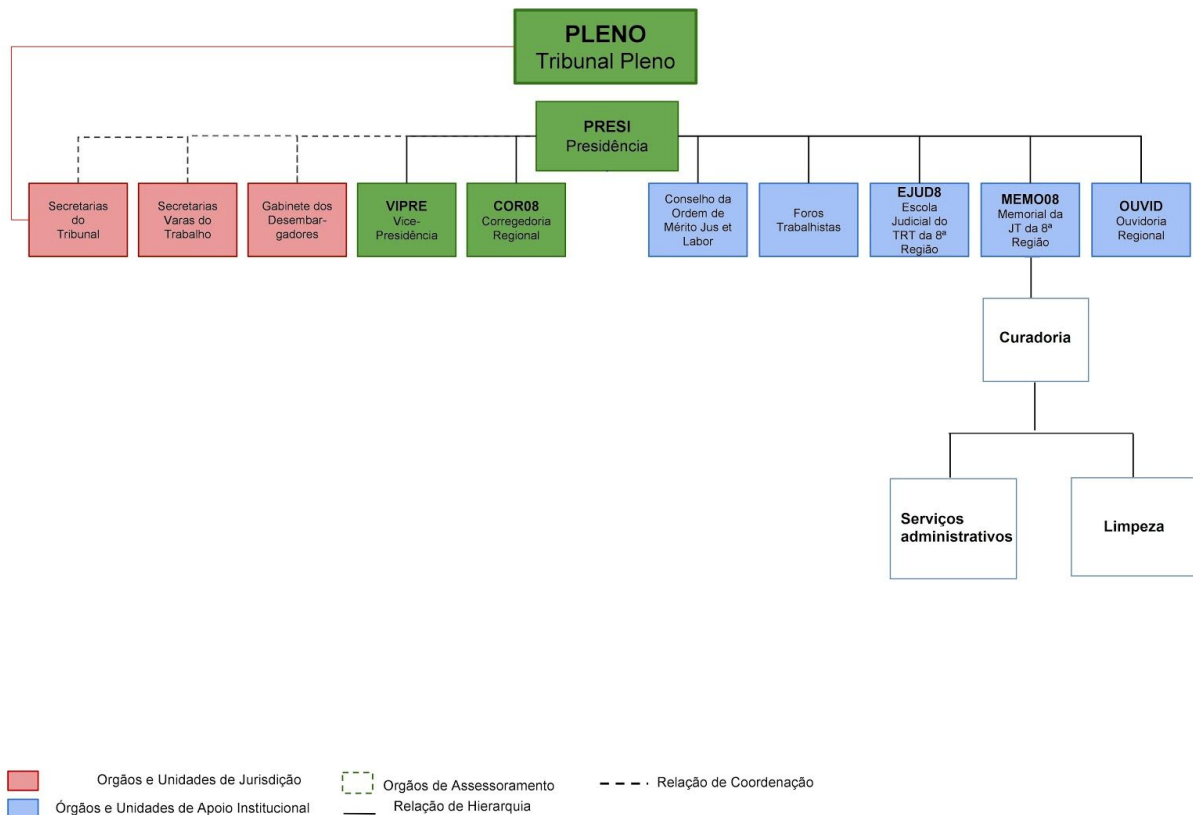 PLENO
Tribunal Pleno
PRESI
Presidência
Secretarias
do
Tribunal
Secretarias
Varas do
Trabalho
Gabinete dos
Desembar-
gadores
VIPRE
Vice-
Presidência
COR08
Corregedoria
Regional
Conselho da
Ordem de
Mérito Jus et
Labor
Foros
Trabalhistas
EJUD8
Escola
Judicial do
TRT da 8ª
Região
MEMO08
Memorial da
JT da 8ª
Região
OUVID
Ouvidoria
Regional
Curadoria
Serviços
administrativos
Limpeza
Orgãos e Unidades de Jurisdição
Orgãos de Assessoramento
Relação de Coordenação
Órgãos e Unidades de Apoio Institucional
Relação de Hierarquia